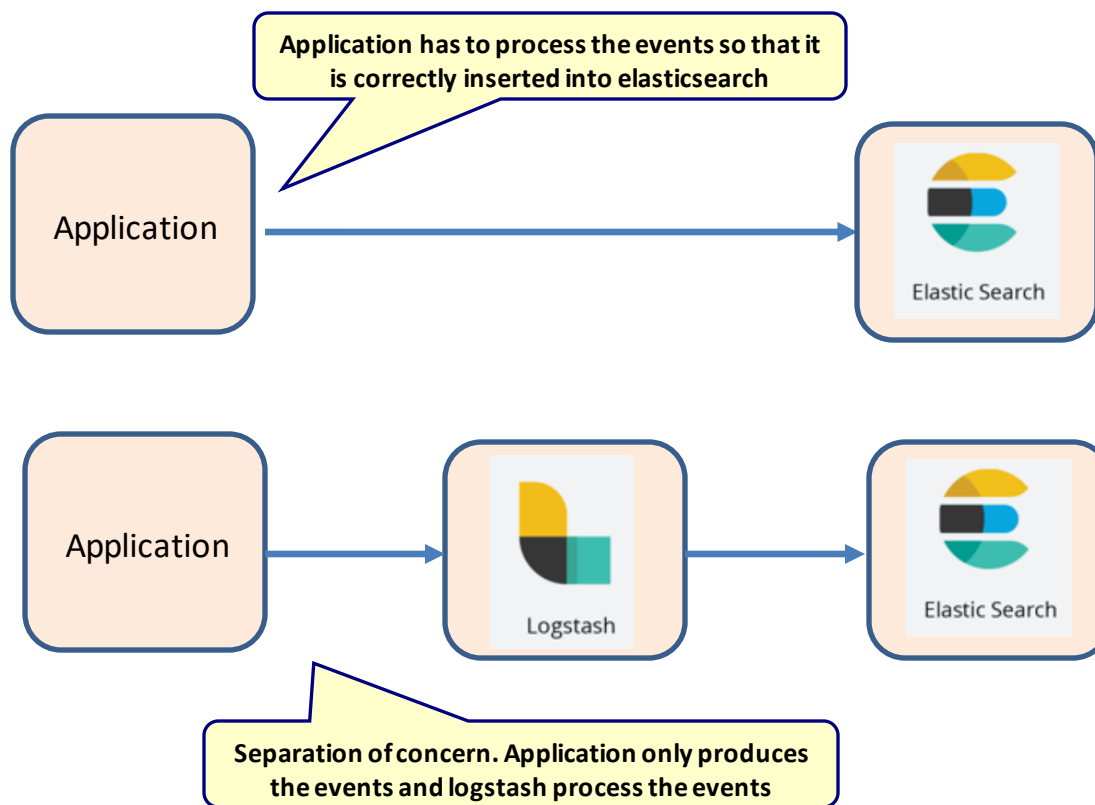 Application has to process the events so that it
is correctly inserted into elasticsearch
Application
Elastic Search
Application
Logstash
Elastic Search
Separation of concern. Application only produces
the events and logstash process the events